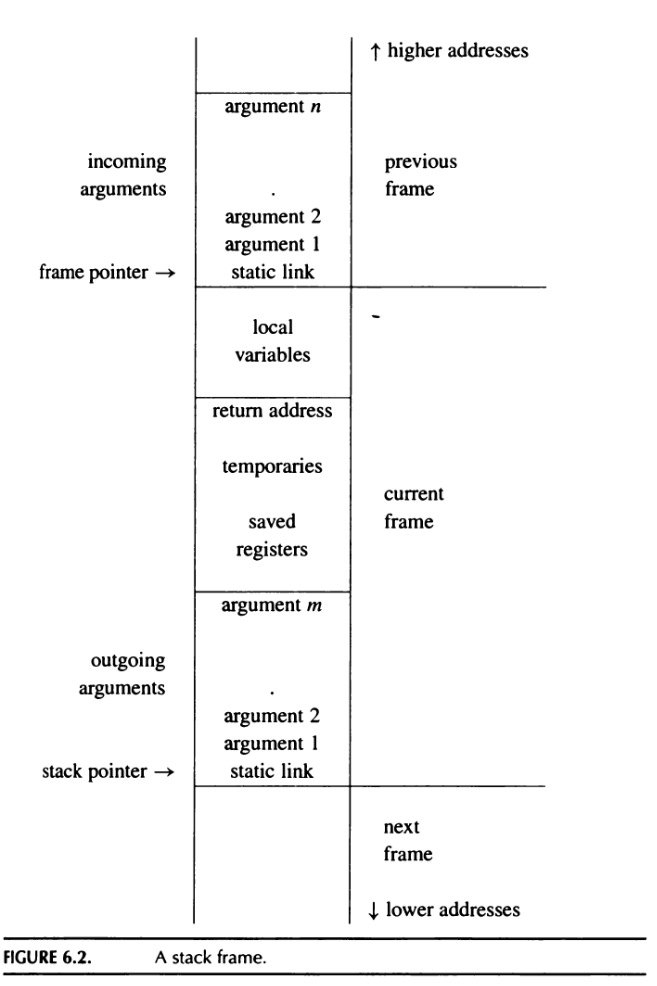 ↑ higher addresses
argument n
incoming
arguments
previous
frame
.
argument 2
argument 1
frame pointer →
static link
local
variables
return address
temporaries
current
frame
saved
registers
argument m
outgoing
arguments
.
argument 2
argument 1
stack pointer →
static link
next
frame
↓ lower addresses
FIGURE 6.2. A stack frame.